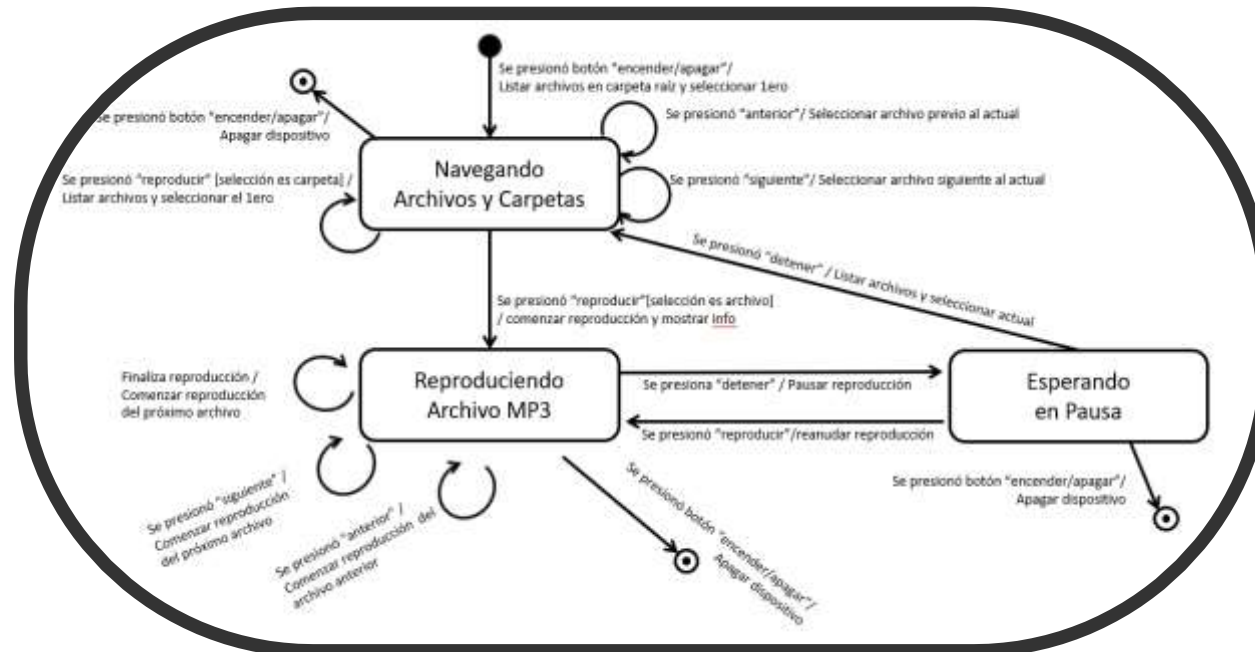 Se presionó botón "encender/apagar"/
Listar archivos en carpeta raíz y seleccionar 1ero
Se presionó botón "encender/apagar"/
Apagar dispositivo
Se presionó "anterior"/ Seleccionar archivo previo al actual
Navegando
Archivos y Carpetas
Se presionó "reproducir" [selección es carpeta] /
Listar archivos y seleccionar el 1ero
Se presionó "siguiente"/ Seleccionar archivo siguiente al actual
Se presionó "detener" / Listar archivos y seleccionar actual
Se presionó "reproducir"[selección es archivo]
/ comenzar reproducción y mostrar Info
Finaliza reproducción /
Comenzar reproducción
del próximo archivo
Reproduciendo
Archivo MP3
Se presiona "detener" / Pausar reproducción
Se presionó "reproducir"/reanudar reproducción
Esperando
en Pausa
Se presionó "siguiente" /
Comenzar reproducción
del próximo archivo
Se presionó "anterior" /
Comenzar reproducción del
archivo anterior
Se presionó botón "encender/apagar"/
Apagar dispositivo
Se presionó botón "encender/apagar"/
Apagar dispositivo